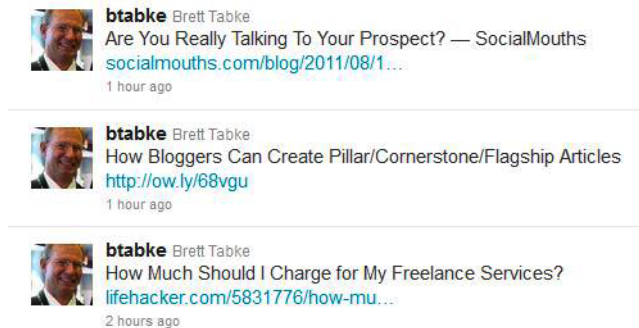 btabke Brett Tabke
Are You Really Talking To Your Prospect? — SocialMouths
socialmouths.com/blog/2011/08/1...
1 hour ago
btabke Brett Tabke
How Bloggers Can Create Pillar/Cornerstone/Flagship Articles
http://ow.ly/68vgu
1 hour ago
btabke Brett Tabke
How Much Should I Charge for My Freelance Services?
lifehacker.com/5831776/how-mu...
2 hours ago